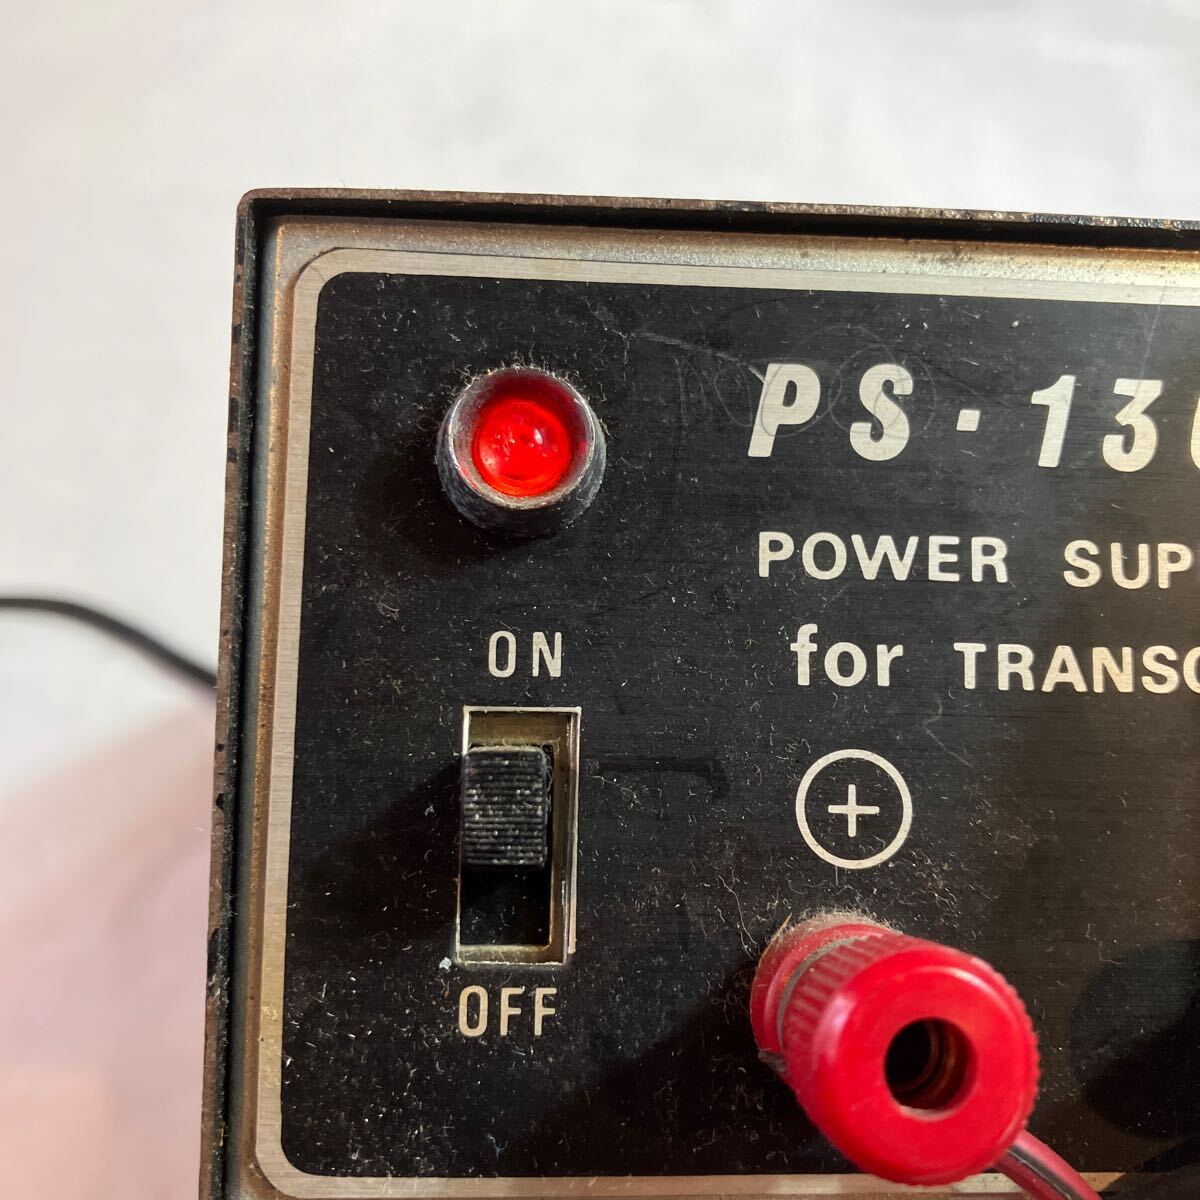 PS-13
POWER SUP
for TRANSC
ON
+
OFF